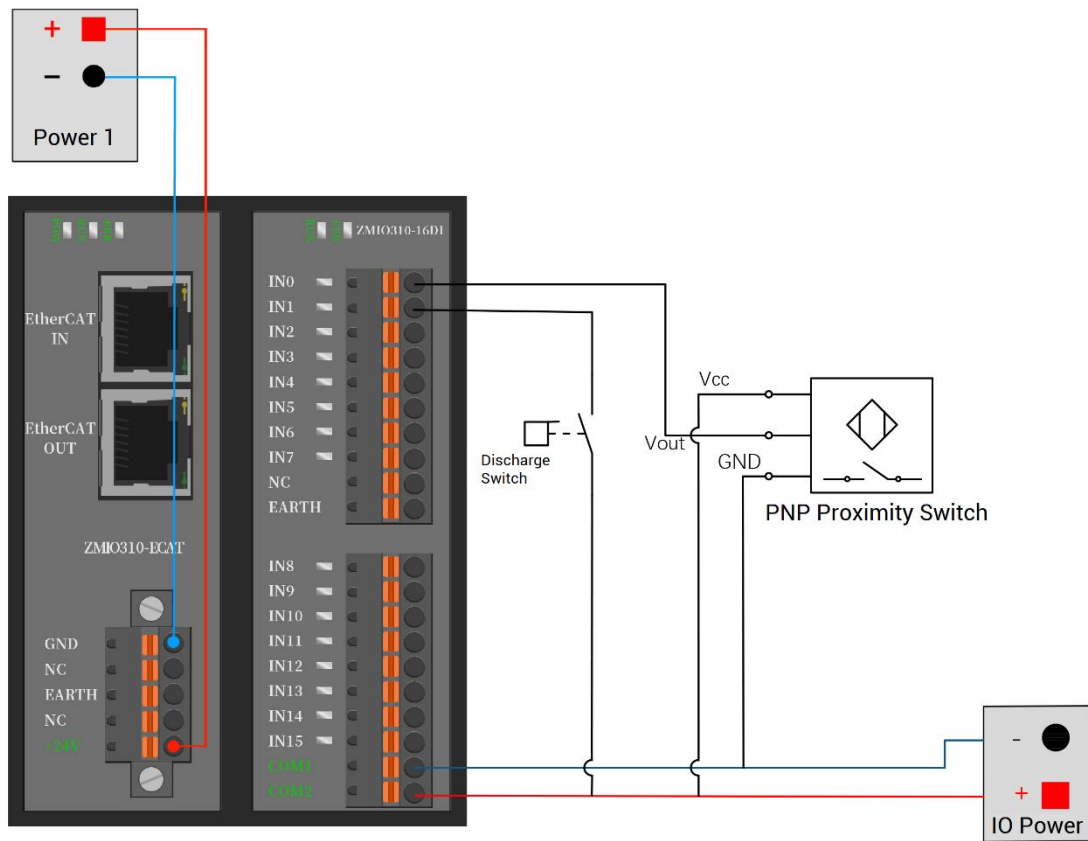 +
−
Power 1
RUN
ERR
ZMIO310-16DI
EtherCAT
IN
EtherCAT
OUT
ZMIO310-ECAT
GND
NC
EARTH
NC
+24V
IN0
IN1
IN2
IN3
IN4
IN5
IN6
IN7
NC
EARTH
IN8
IN9
IN10
IN11
IN12
IN13
IN14
IN15
COM1
COM2
Discharge
Switch
Vcc
Vout
GND
PNP Proximity Switch
-
+
IO Power